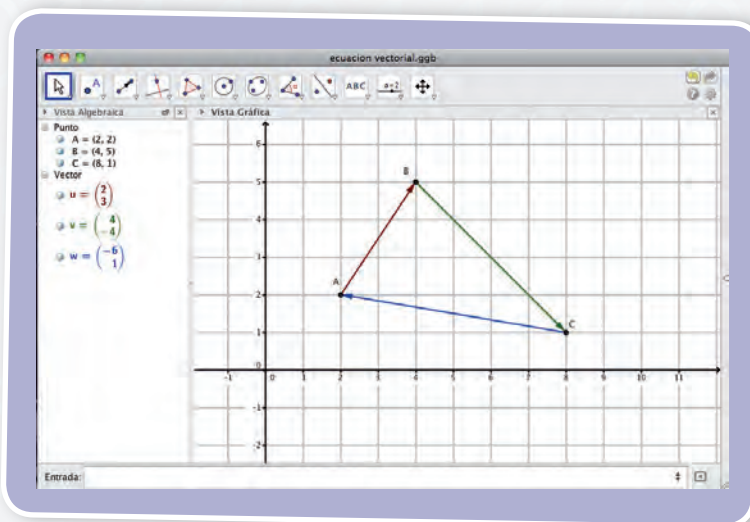 ecuacion vectorial.ggb
A
ABC
a=2
Vista Algebraica
Vista Gráfica
Punto
A = (2, 2)
B = (4, 5)
C = (8, 1)
Vector
u = (2
3)
v = (4
-4)
w = (-6
1)
6
5
4
3
2
1
0
-1
-2
-1
0
1
2
3
4
5
6
7
8
9
10
11
A
B
C
Entrada: